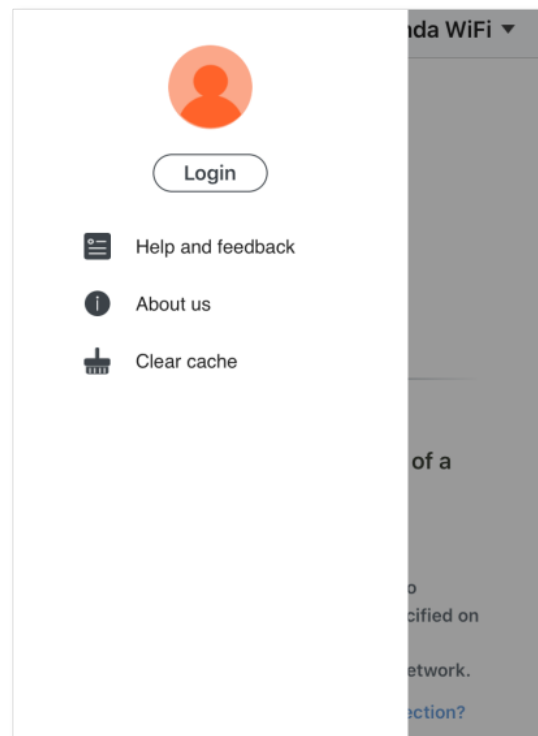 nda WiFi
Login
Help and feedback
About us
Clear cache
of a
o
cified on
etwork.
ection?